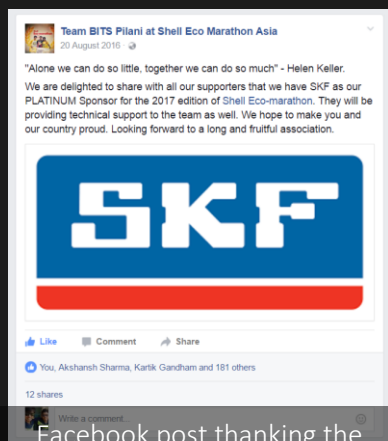 Team BITS Pilani at Shell Eco Marathon Asia
20 August 2016 ·
"Alone we can do so little, together we can do so much" - Helen Keller.
We are delighted to share with all our supporters that we have SKF as our
PLATINUM Sponsor for the 2017 edition of Shell Eco-marathon. They will be
providing technical support to the team as well. We hope to make you and
our country proud. Looking forward to a long and fruitful association.
SKF
Like Comment Share
You, Akshansh Sharma, Kartik Gandham and 181 others
12 shares
Write a comment...
Facebook post thanking the